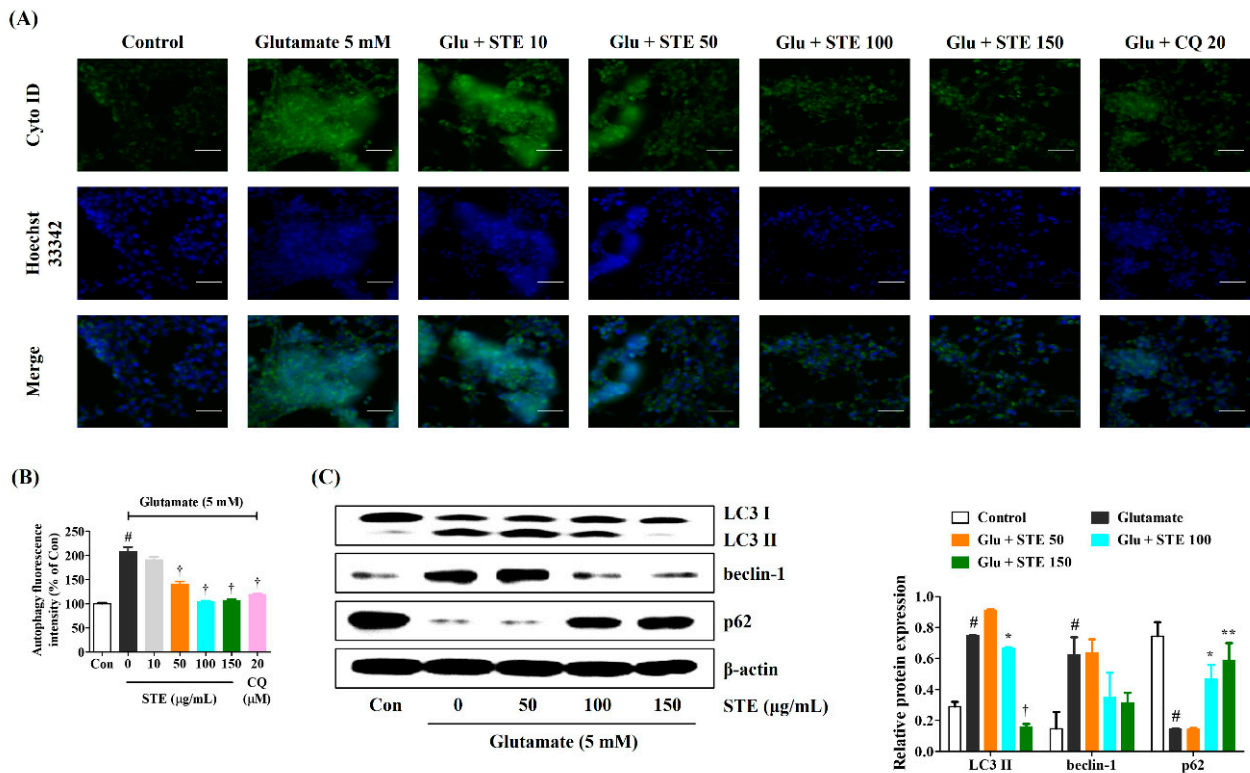 (A)
Control Glutamate 5 mM Glu + STE 10 Glu + STE 50 Glu + STE 100 Glu + STE 150 Glu + CQ 20
Cyto ID
Hoechst
33342
Merge
(B)
Glutamate (5 mM)
Autophagy fluorescence
intensity (% of Con)
250
200
150
100
50
0
#
†
†
†
†
Con 0 10 50 100 150 20
STE (µg/mL) CQ
(µM)
(C)
LC3 I
LC3 II
beclin-1
p62
β-actin
Con 0 50 100 150 STE (µg/mL)
Glutamate (5 mM)
Control Glutamate
Glu + STE 50 Glu + STE 100
Glu + STE 150
Relative protein expression
1.0
0.8
0.6
0.4
0.2
0.0
# * †
#
# * **
LC3 II beclin-1 p62